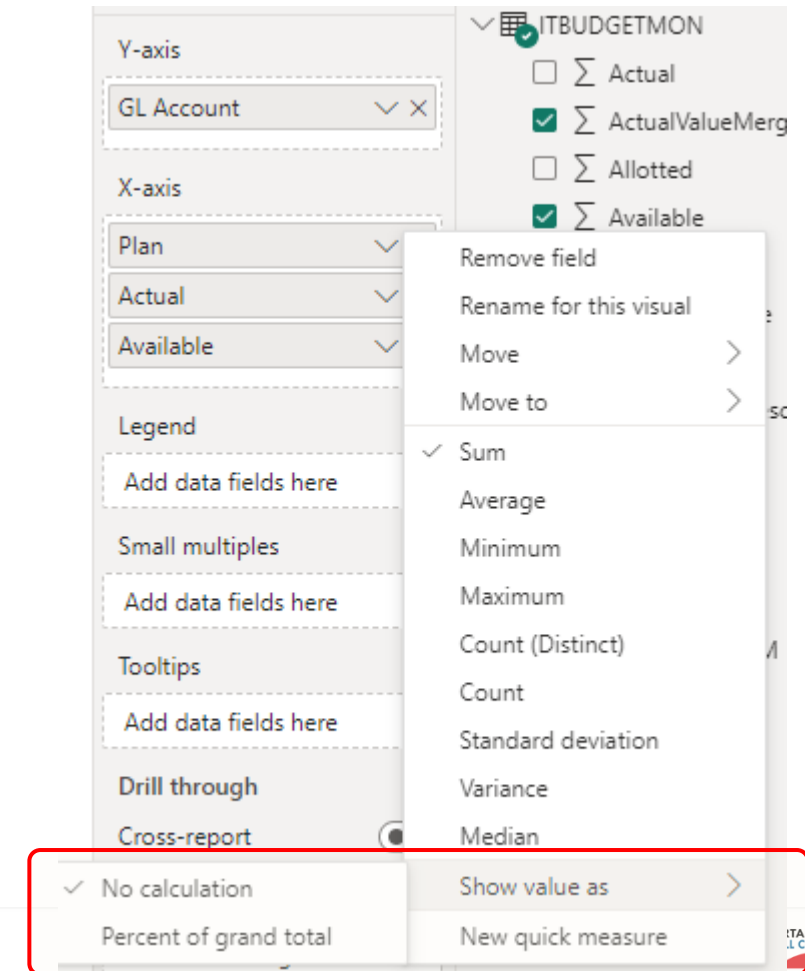 Y-axis
GL Account
X-axis
Plan
Actual
Available
Legend
Add data fields here
Small multiples
Add data fields here
Tooltips
Add data fields here
Drill through
Cross-report
ITBUDGETMON
Actual
ActualValueMerg
Allotted
Available
Remove field
Rename for this visual
Move
Move to
Sum
Average
Minimum
Maximum
Count (Distinct)
Count
Standard deviation
Variance
Median
Show value as
New quick measure
No calculation
Percent of grand total